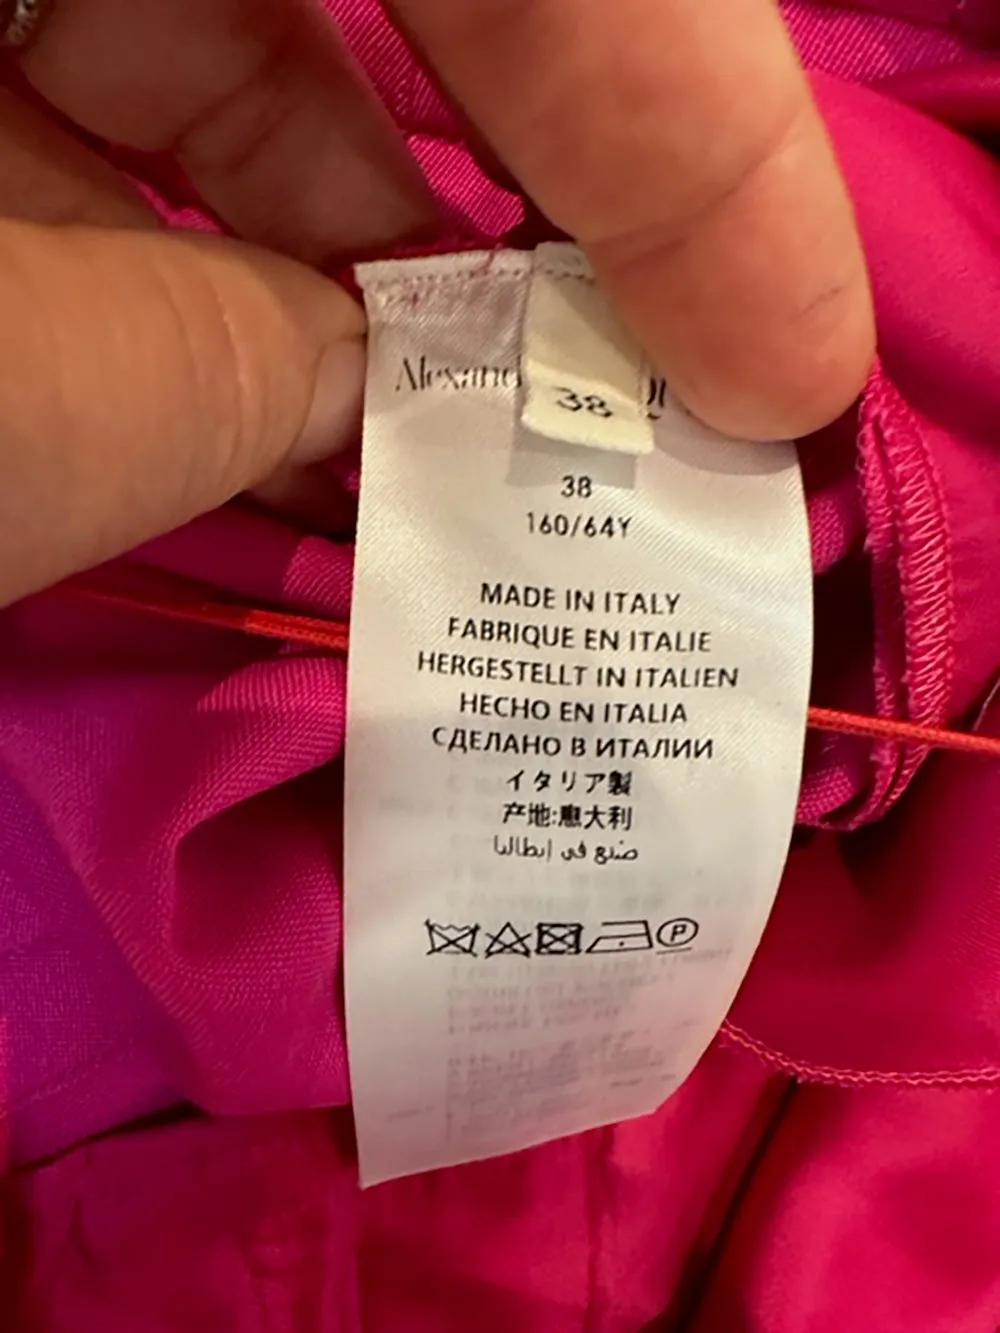 38
38
160/64Y
MADE IN ITALY
FABRIQUE EN ITALIE
HERGESTELLT IN ITALIEN
HECHO EN ITALIA
СДЕЛАНО В ИТАЛИИ
イタリア製
产地:意大利
صنع في إيطاليا
P